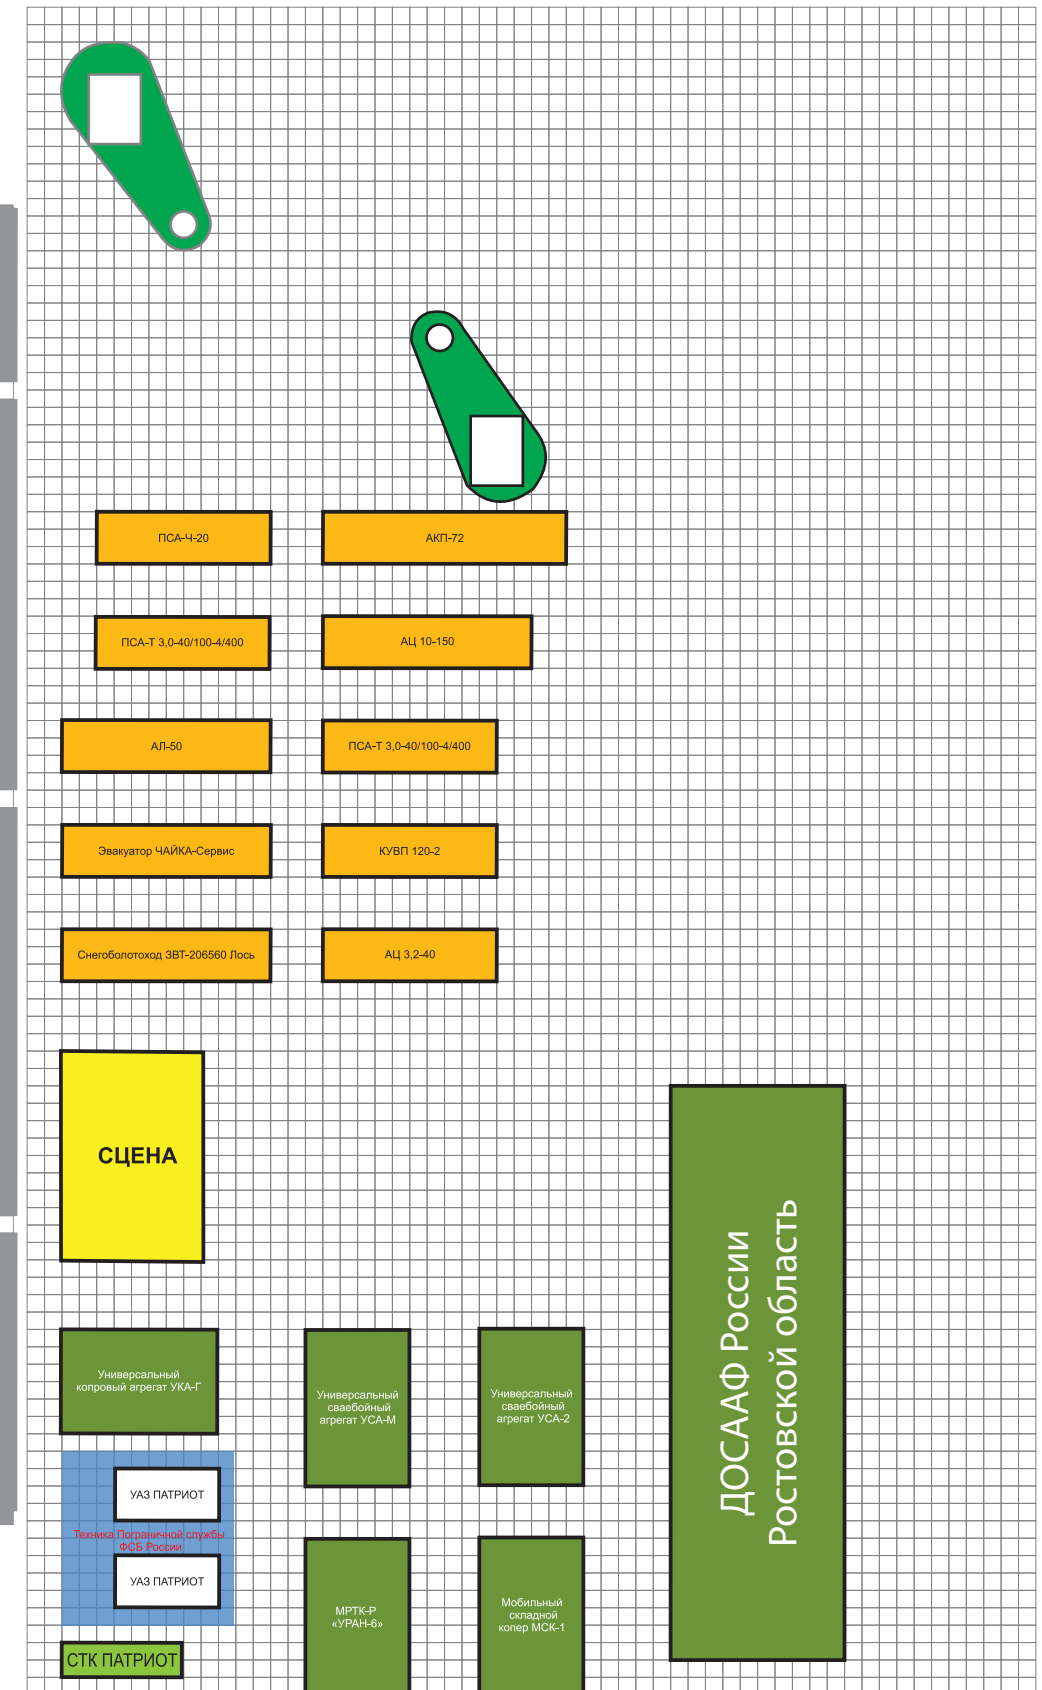 ПСА-Ч-20
АКП-72
ПСА-Т 3,0-40/100-4/400
АЦ 10-150
АЛ-50
ПСА-Т 3,0-40/100-4/400
Эвакуатор ЧАЙКА-Сервис
КУВП 120-2
Снегоболотоход ЗВТ-206560 Лось
АЦ 3,2-40
СЦЕНА
ДОСААФ России
Ростовской область
Универсальный
копровый агрегат УКА-Г
Универсальный
сваебойный
агрегат УСА-М
Универсальный
сваебойный
агрегат УСА-2
УАЗ ПАТРИОТ
Техника Пограничной службы
ФСБ России
УАЗ ПАТРИОТ
МРТК-Р
«УРАН-6»
Мобильный
складной
копер МСК-1
СТК ПАТРИОТ